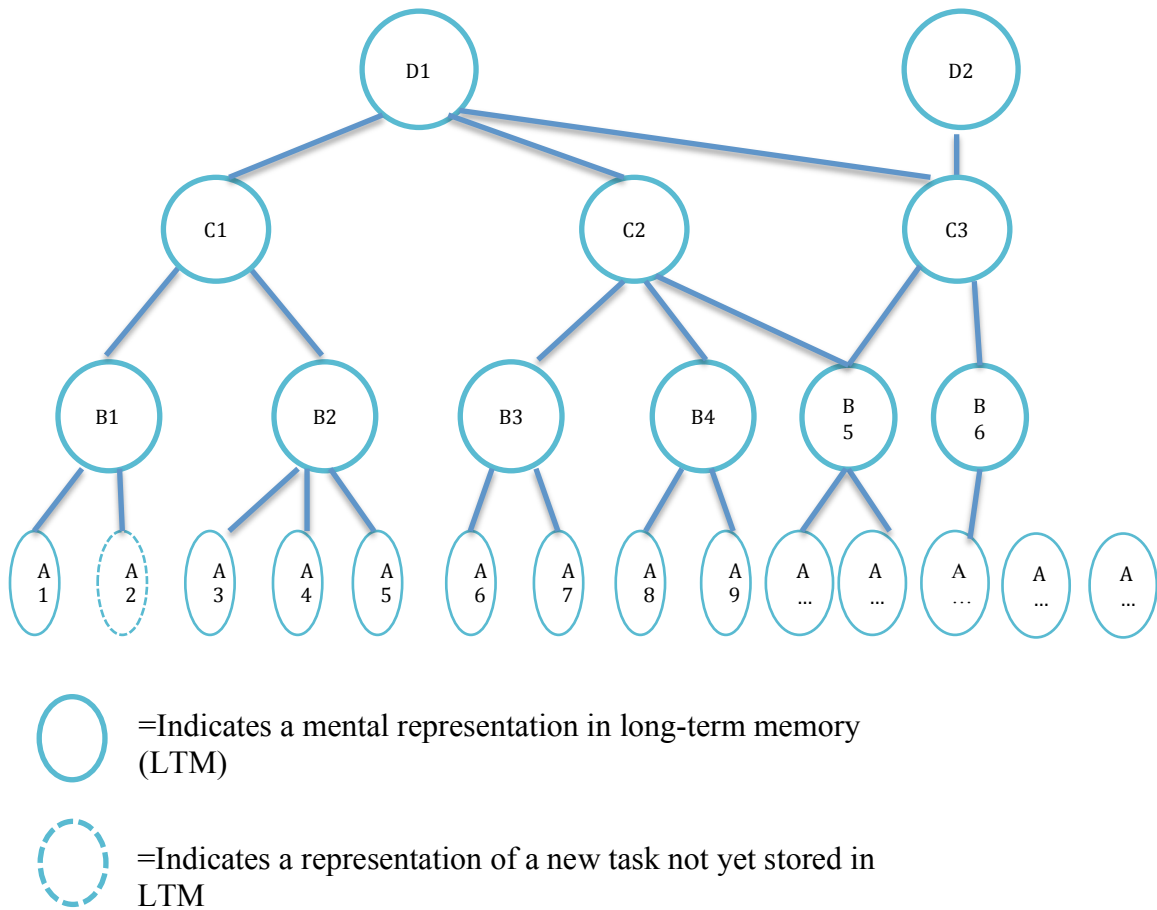 D1
D2
C1
C2
C3
B1
B2
B3
B4
B
5
B
6
A
1
A
2
A
3
A
4
A
5
A
6
A
7
A
8
A
9
A
...
A
...
A
...
A
...
A
...
=Indicates a mental representation in long-term memory
(LTM)
=Indicates a representation of a new task not yet stored in
LTM